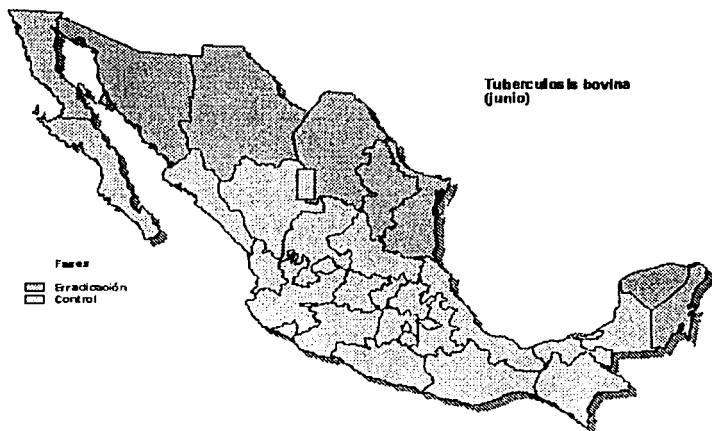 Tuberculosis bovina
(junio)
Fases
Erradicación
Control